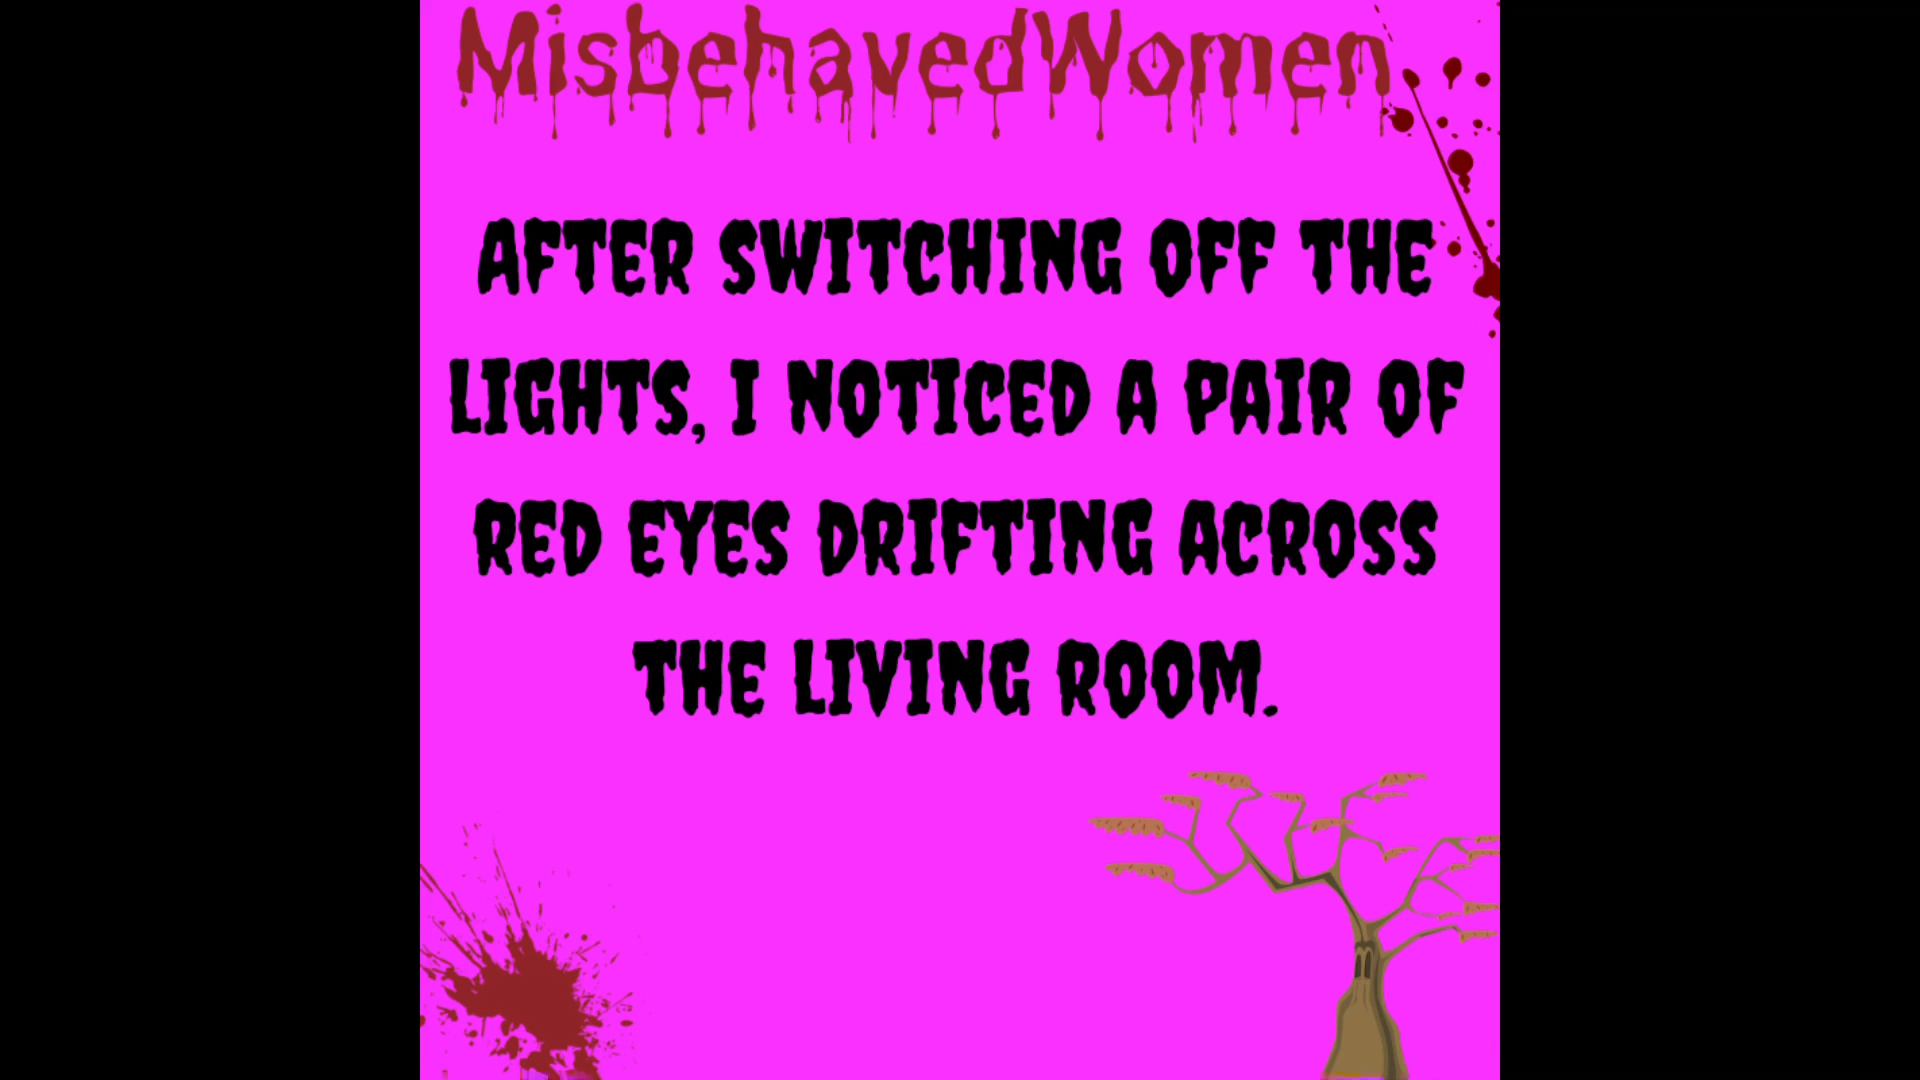 MisbehavedWomen
AFTER SWITCHING OFF THE
LIGHTS, I NOTICED A PAIR OF
RED EYES DRIFTING ACROSS
THE LIVING ROOM.